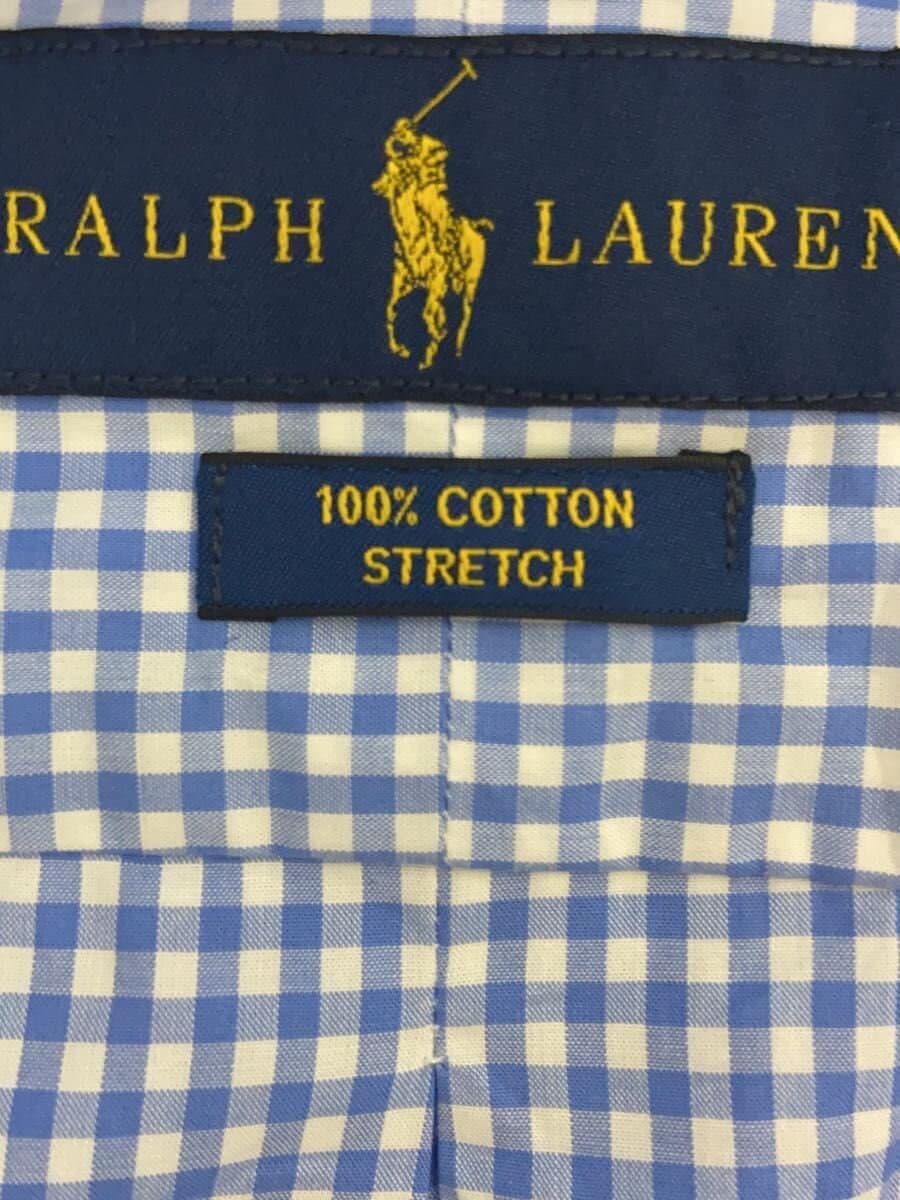 RALPH LAUREN
100% COTTON
STRETCH